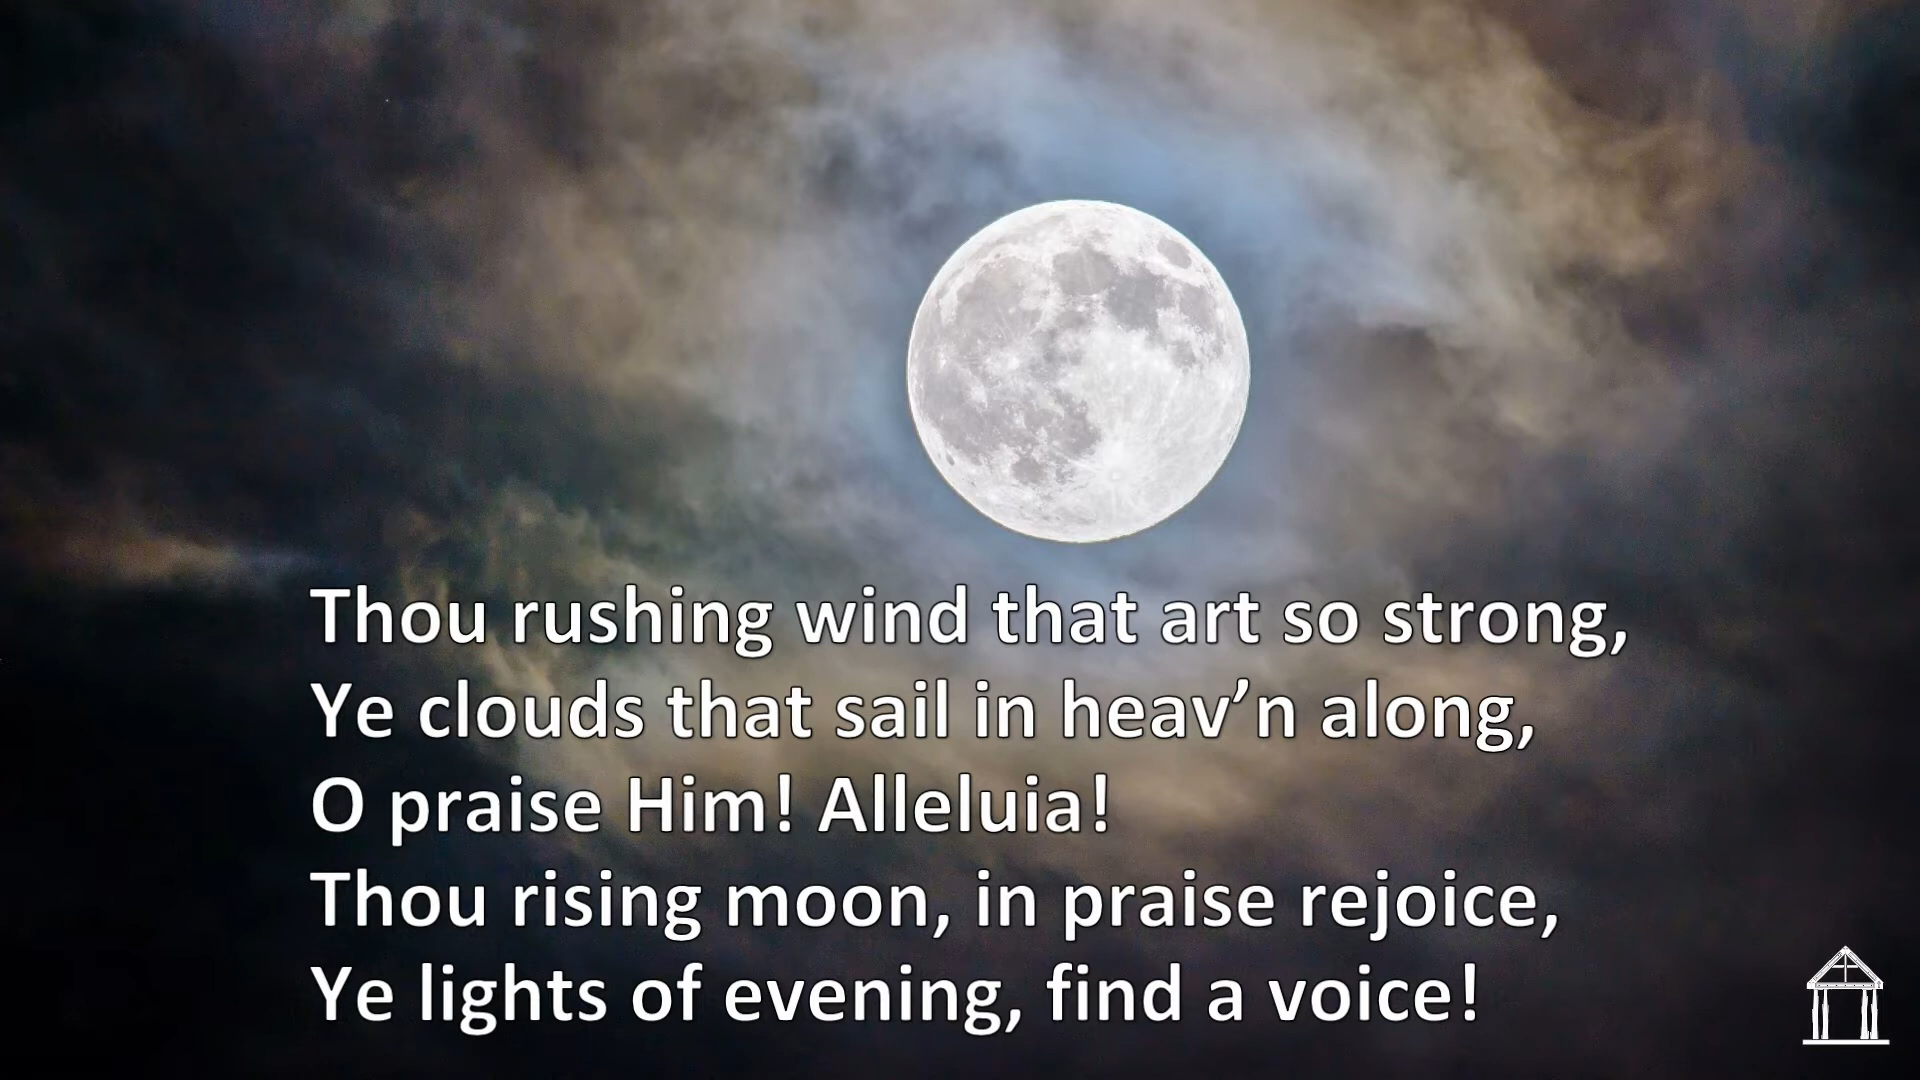 Thou rushing wind that art so strong,
Ye clouds that sail in heav’n along,
O praise Him! Alleluia!
Thou rising moon, in praise rejoice,
Ye lights of evening, find a voice!